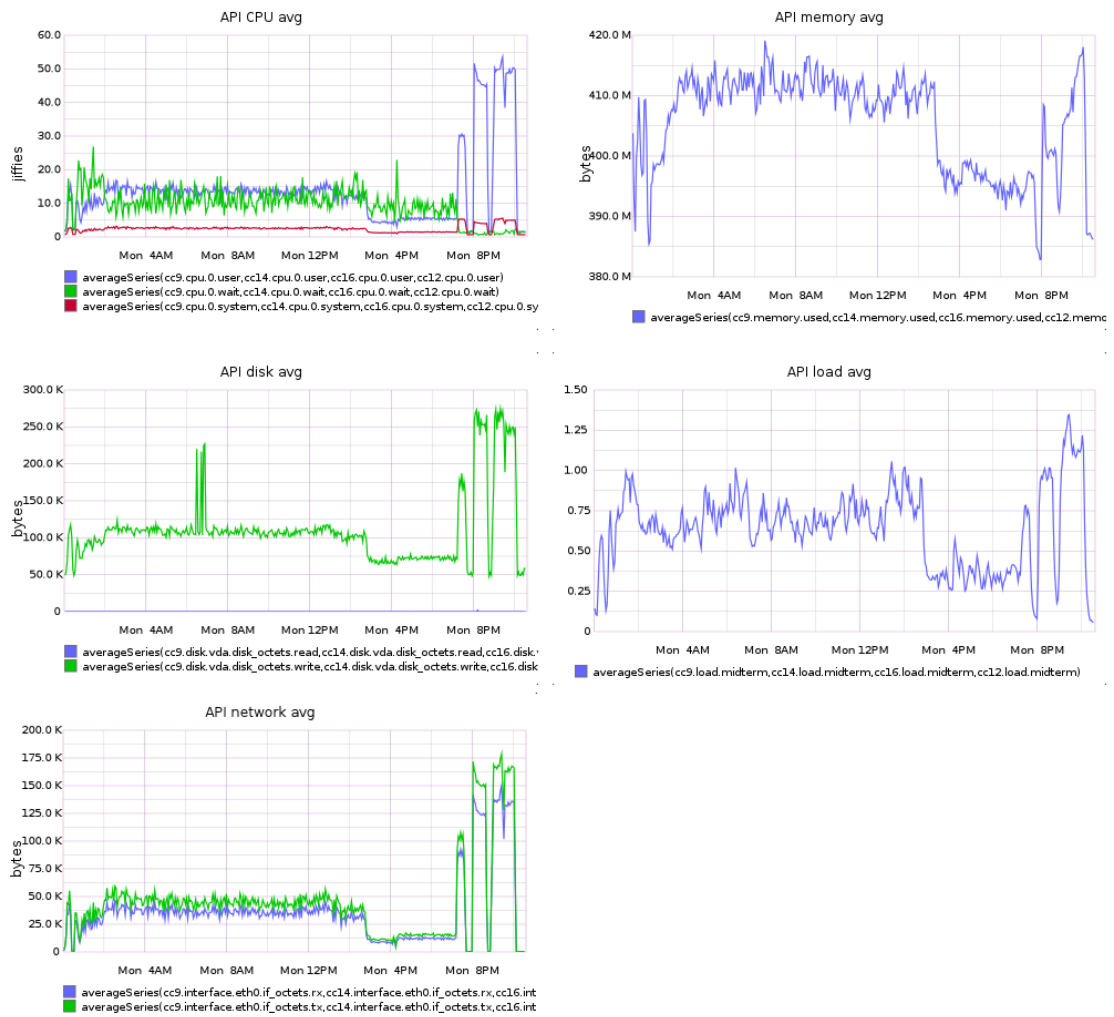 API CPU avg
60.0
50.0
40.0
30.0
20.0
10.0
0
jiffies
Mon 4AM
Mon 8AM
Mon 12PM
Mon 4PM
Mon 8PM
averageSeries(cc9.cpu.0.user,cc14.cpu.0.user,cc16.cpu.0.user,cc12.cpu.0.user)
averageSeries(cc9.cpu.0.wait,cc14.cpu.0.wait,cc16.cpu.0.wait,cc12.cpu.0.wait)
averageSeries(cc9.cpu.0.system,cc14.cpu.0.system,cc16.cpu.0.system,cc12.cpu.0.sy
API memory avg
420.0 M
410.0 M
400.0 M
390.0 M
380.0 M
bytes
Mon 4AM
Mon 8AM
Mon 12PM
Mon 4PM
Mon 8PM
averageSeries(cc9.memory.used,cc14.memory.used,cc16.memory.used,cc12.memo
API disk avg
300.0 K
250.0 K
200.0 K
150.0 K
100.0 K
50.0 K
0
bytes
Mon 4AM
Mon 8AM
Mon 12PM
Mon 4PM
Mon 8PM
averageSeries(cc9.disk.vda.disk_octets.read,cc14.disk.vda.disk_octets.read,cc16.disk.v
averageSeries(cc9.disk.vda.disk_octets.write,cc14.disk.vda.disk_octets.write,cc16.disk
API load avg
1.50
1.25
1.00
0.75
0.50
0.25
0
Mon 4AM
Mon 8AM
Mon 12PM
Mon 4PM
Mon 8PM
averageSeries(cc9.load.midterm,cc14.load.midterm,cc16.load.midterm,cc12.load.midterm)
API network avg
200.0 K
175.0 K
150.0 K
125.0 K
100.0 K
75.0 K
50.0 K
25.0 K
0
bytes
Mon 4AM
Mon 8AM
Mon 12PM
Mon 4PM
Mon 8PM
averageSeries(cc9.interface.eth0.if_octets.rx,cc14.interface.eth0.if_octets.rx,cc16.int
averageSeries(cc9.interface.eth0.if_octets.tx,cc14.interface.eth0.if_octets.tx,cc16.int